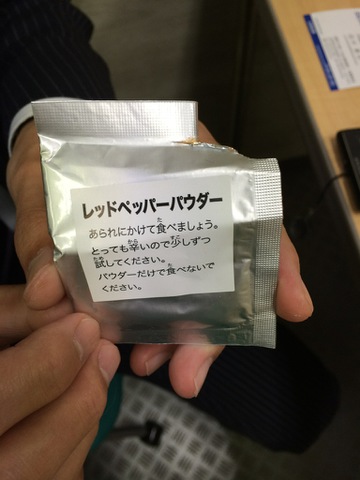 レッドペッパーパウダー
あられにかけて食べましょう。
とっても辛いので少しずつ
試してください。
パウダーだけで食べないで
ください。